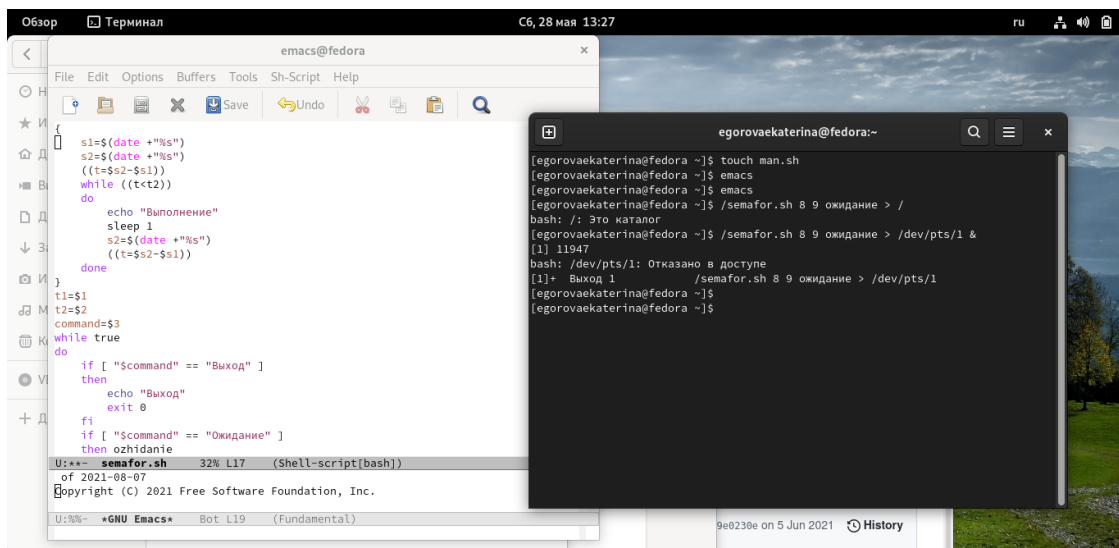 Обзор Терминал Сб, 28 мая 13:27 ru
emacs@fedora
File Edit Options Buffers Tools Sh-Script Help
Save Undo
{
s1=$(date +"%s")
s2=$(date +"%s")
((t=$s2-$s1))
while ((t<t2))
do
echo "Выполнение"
sleep 1
s2=$(date +"%s")
((t=$s2-$s1))
done
}
t1=$1
t2=$2
command=$3
while true
do
if [ "$command" == "Выход" ]
then
echo "Выход"
exit 0
fi
if [ "$command" == "Ожидание" ]
then ozhidanie
U:**- semafor.sh 32% L17 (Shell-script[bash])
of 2021-08-07
Copyright (C) 2021 Free Software Foundation, Inc.
U:%%- *GNU Emacs* Bot L19 (Fundamental)
egorovaekaterina@fedora:~
[egorovaekaterina@fedora ~]$ touch man.sh
[egorovaekaterina@fedora ~]$ emacs
[egorovaekaterina@fedora ~]$ emacs
[egorovaekaterina@fedora ~]$ /semafor.sh 8 9 ожидание > /
bash: /: Это каталог
[egorovaekaterina@fedora ~]$ /semafor.sh 8 9 ожидание > /dev/pts/1 &
[1] 11947
bash: /dev/pts/1: Отказано в доступе
[1]+ Выход 1 /semafor.sh 8 9 ожидание > /dev/pts/1
[egorovaekaterina@fedora ~]$
[egorovaekaterina@fedora ~]$
9e0230e on 5 Jun 2021 History